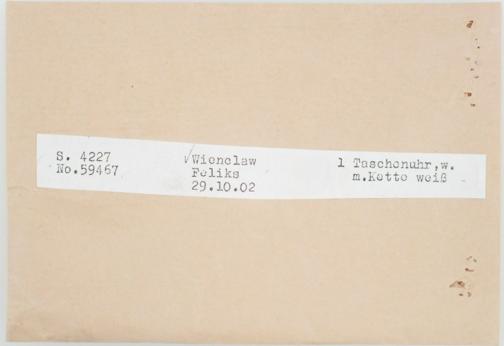 S. 4227
No.59467
Wienclaw
Feliks
29.10.02
1 Taschenuhr,w.
m.Kette weiß